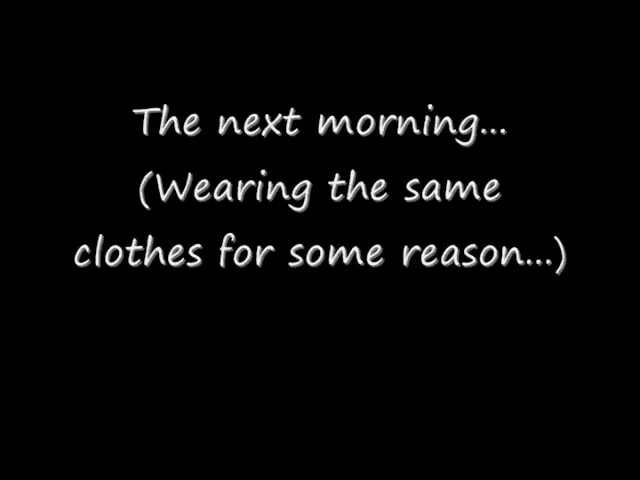 The next morning...
(Wearing the same
clothes for some reason...)